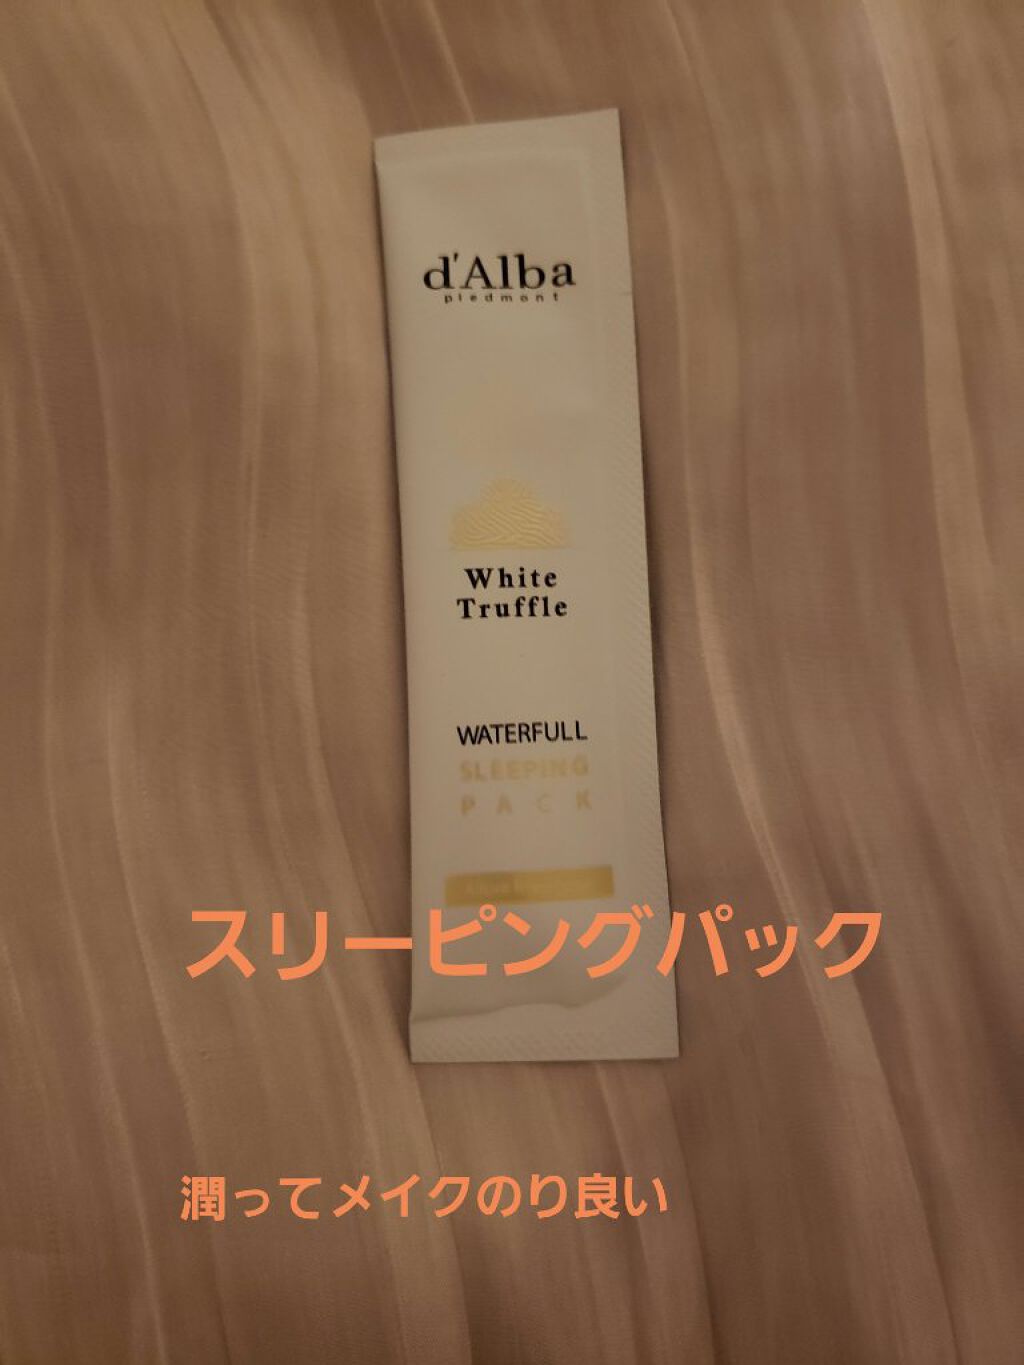 d'Alba
piedmont
White
Truffle
WATERFULL
SLEEPING
PACK
スリーピングパック
潤ってメイクのり良い